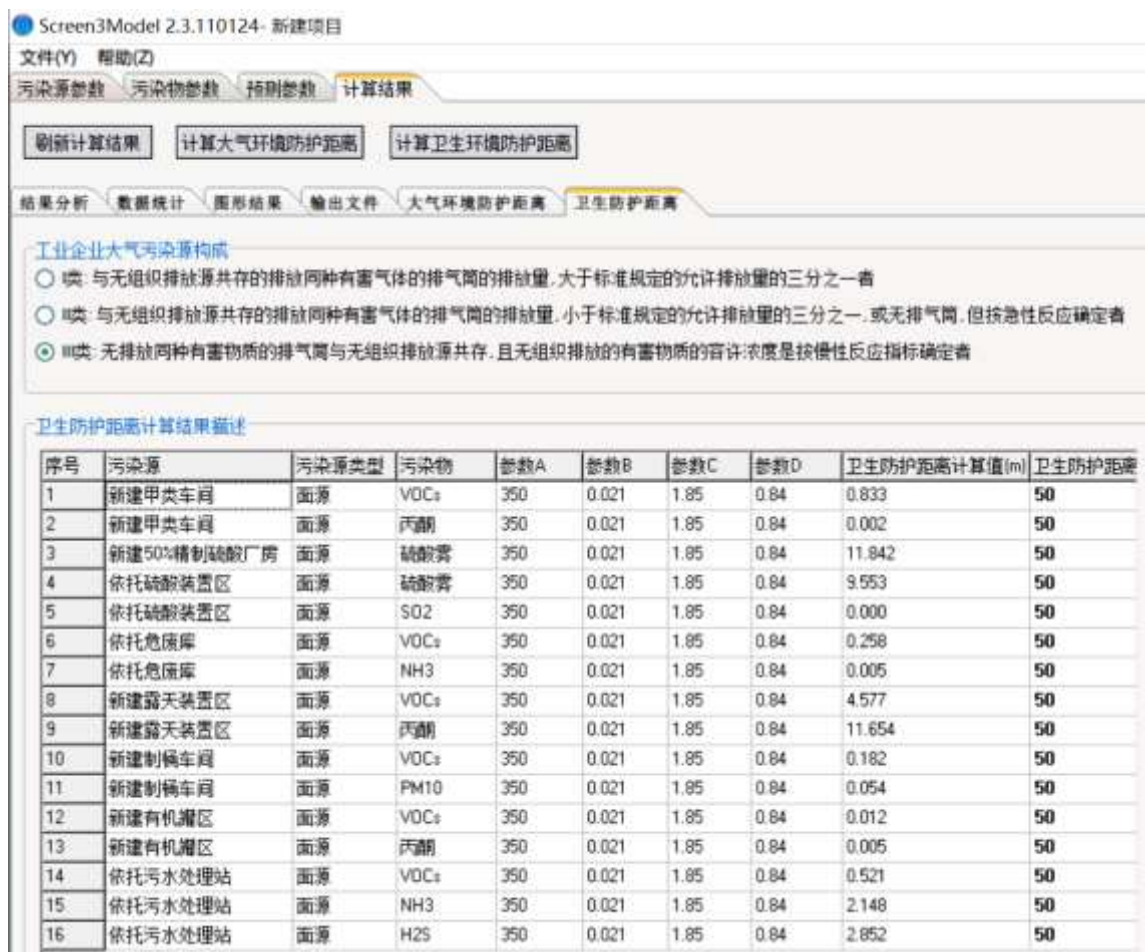 Screen3Model 2.3.110124- 新建项目
文件(Y) 帮助(Z)
污染源参数 污染物参数 预测参数 计算结果
刷新计算结果 计算大气环境防护距离 计算卫生环境防护距离
结果分析 数据统计 图形结果 输出文件 大气环境防护距离 卫生防护距离
工业企业大气污染源构成
I类: 与无组织排放源共存的排放同种有害气体的排气筒的排放量,大于标准规定的允许排放量的三分之一者
II类: 与无组织排放源共存的排放同种有害气体的排气筒的排放量,小于标准规定的允许排放量的三分之一,或无排气筒,但按急性反应确定者
III类: 无排放同种有害物质的排气筒与无组织排放源共存,且无组织排放的有害物质的容许浓度是按慢性反应指标确定者
卫生防护距离计算结果描述
序号 污染源 污染源类型 污染物 参数A 参数B 参数C 参数D 卫生防护距离计算值(m) 卫生防护距离
1 新建甲类车间 面源 VOCs 350 0.021 1.85 0.84 0.833 50
2 新建甲类车间 面源 丙酮 350 0.021 1.85 0.84 0.002 50
3 新建50%精制硫酸厂房 面源 硫酸雾 350 0.021 1.85 0.84 11.842 50
4 依托硫酸装置区 面源 硫酸雾 350 0.021 1.85 0.84 9.553 50
5 依托硫酸装置区 面源 SO2 350 0.021 1.85 0.84 0.000 50
6 依托危废库 面源 VOCs 350 0.021 1.85 0.84 0.258 50
7 依托危废库 面源 NH3 350 0.021 1.85 0.84 0.005 50
8 新建露天装置区 面源 VOCs 350 0.021 1.85 0.84 4.577 50
9 新建露天装置区 面源 丙酮 350 0.021 1.85 0.84 11.654 50
10 新建制桶车间 面源 VOCs 350 0.021 1.85 0.84 0.182 50
11 新建制桶车间 面源 PM10 350 0.021 1.85 0.84 0.054 50
12 新建有机罐区 面源 VOCs 350 0.021 1.85 0.84 0.012 50
13 新建有机罐区 面源 丙酮 350 0.021 1.85 0.84 0.005 50
14 依托污水处理站 面源 VOCs 350 0.021 1.85 0.84 0.521 50
15 依托污水处理站 面源 NH3 350 0.021 1.85 0.84 2.148 50
16 依托污水处理站 面源 H2S 350 0.021 1.85 0.84 2.852 50